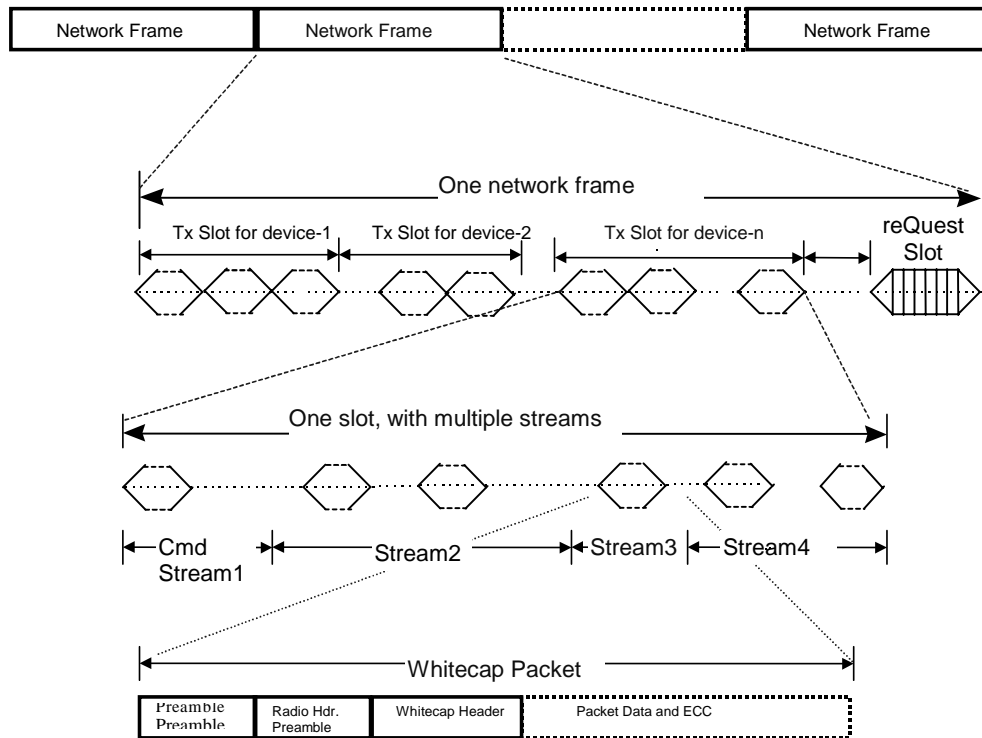 Network Frame
Network Frame
Network Frame
One network frame
Tx Slot for device-1
Tx Slot for device-2
Tx Slot for device-n
reQuest
Slot
One slot, with multiple streams
Cmd
Stream1
Stream2
Stream3
Stream4
Whitecap Packet
Preamble
Preamble
Radio Hdr.
Preamble
Whitecap Header
Packet Data and ECC